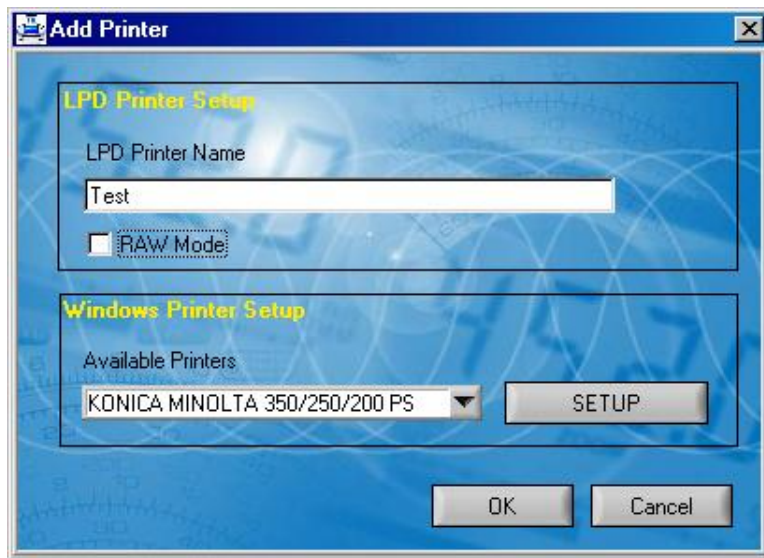 Add Printer
LPD Printer Setup
LPD Printer Name
Test
RAW Mode
Windows Printer Setup
Available Printers
KONICA MINOLTA 350/250/200 PS
SETUP
OK
Cancel